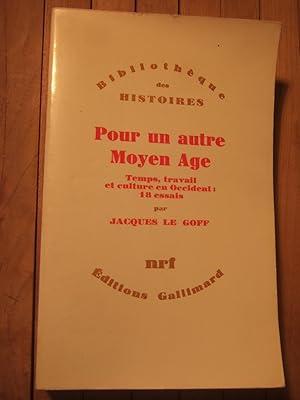 Bibliothèque
des
HISTOIRES
Pour un autre
Moyen Age
Temps, travail
et culture en Occident :
18 essais
par
JACQUES LE GOFF
nrf
Éditions Gallimard